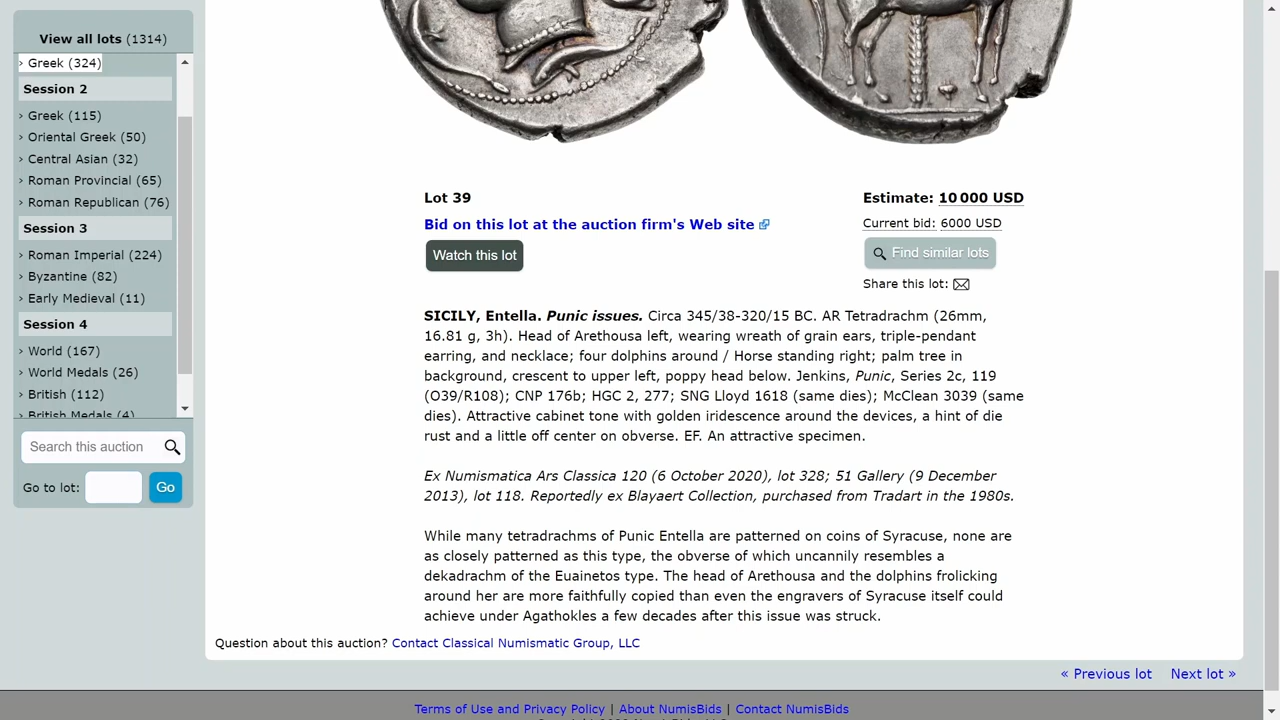 View all lots (1314)
› Greek (324)
Session 2
› Greek (115)
› Oriental Greek (50)
› Central Asian (32)
› Roman Provincial (65)
› Roman Republican (76)
Session 3
› Roman Imperial (224)
› Byzantine (82)
› Early Medieval (11)
Session 4
› World (167)
› World Medals (26)
› British (112)
› British Medals (4)
Search this auction
Go to lot:
Go
Lot 39
Bid on this lot at the auction firm's Web site
Watch this lot
Estimate: 10 000 USD
Current bid: 6000 USD
Find similar lots
Share this lot:
SICILY, Entella. Punic issues. Circa 345/38-320/15 BC. AR Tetradrachm (26mm,
16.81 g, 3h). Head of Arethousa left, wearing wreath of grain ears, triple-pendant
earring, and necklace; four dolphins around / Horse standing right; palm tree in
background, crescent to upper left, poppy head below. Jenkins, Punic, Series 2c, 119
(O39/R108); CNP 176b; HGC 2, 277; SNG Lloyd 1618 (same dies); McClean 3039 (same
dies). Attractive cabinet tone with golden iridescence around the devices, a hint of die
rust and a little off center on obverse. EF. An attractive specimen.
Ex Numismatica Ars Classica 120 (6 October 2020), lot 328; 51 Gallery (9 December
2013), lot 118. Reportedly ex Blayaert Collection, purchased from Tradart in the 1980s.
While many tetradrachms of Punic Entella are patterned on coins of Syracuse, none are
as closely patterned as this type, the obverse of which uncannily resembles a
dekadrachm of the Euainetos type. The head of Arethousa and the dolphins frolicking
around her are more faithfully copied than even the engravers of Syracuse itself could
achieve under Agathokles a few decades after this issue was struck.
Question about this auction? Contact Classical Numismatic Group, LLC
« Previous lot Next lot »
Terms of Use and Privacy Policy | About NumisBids | Contact NumisBids